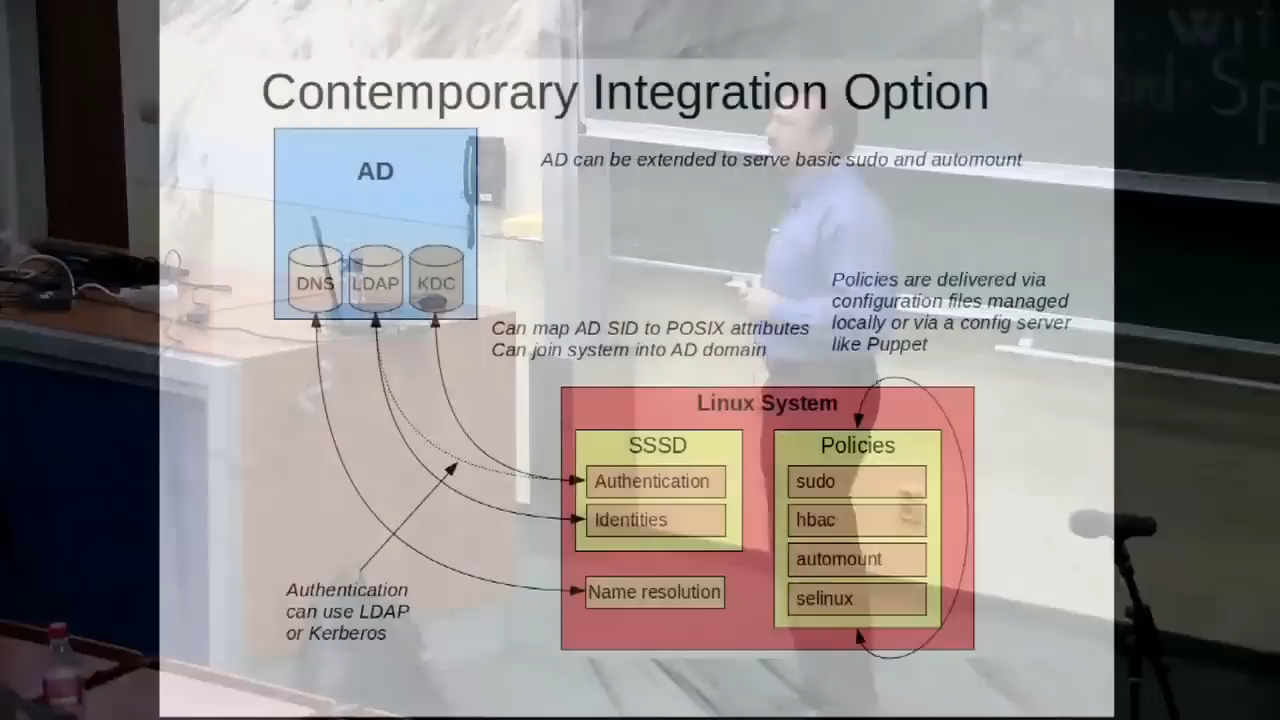 Contemporary Integration Option
AD
AD can be extended to serve basic sudo and automount
DNS
LDAP
KDC
Policies are delivered via
configuration files managed
locally or via a config server
like Puppet
Can map AD SID to POSIX attributes
Can join system into AD domain
Linux System
SSSD
Authentication
Identities
Name resolution
Policies
sudo
hbac
automount
selinux
Authentication
can use LDAP
or Kerberos